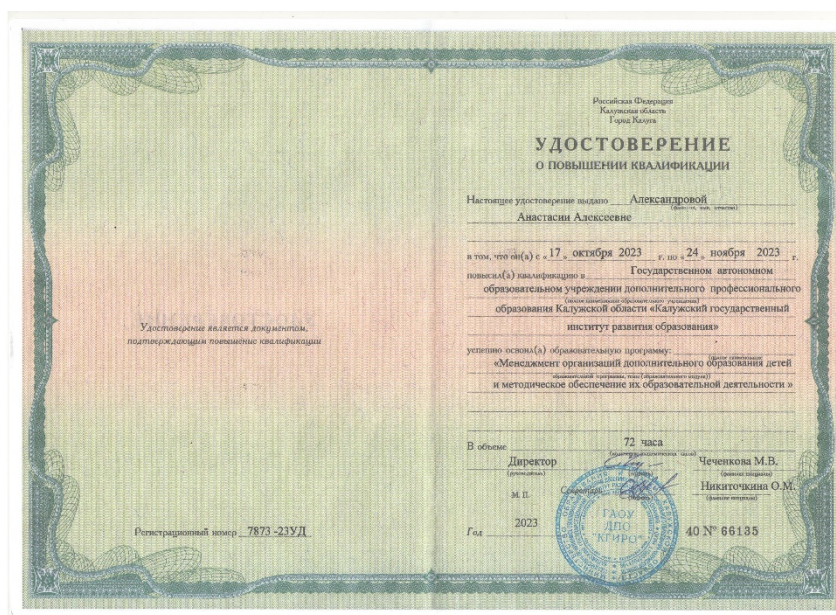 Удостоверение является документом,
подтверждающим повышение квалификации
Регистрационный номер 7873 -23УД
Российская Федерация
Калужская область
Город Калуга
УДОСТОВЕРЕНИЕ
О ПОВЫШЕНИИ КВАЛИФИКАЦИИ
Настоящее удостоверение выдано Александровой
(фамилия, имя, отчество)
Анастасии Алексеевне
в том, что он(а) с «17» октября 2023 г. по «24» ноября 2023 г.
повысил(а) квалификацию в Государственном автономном
образовательном учреждении дополнительного профессионального
образования Калужской области «Калужский государственный
институт развития образования»
успешно освоил(а) образовательную программу:
«Менеджмент организаций дополнительного образования детей
и методическое обеспечение их образовательной деятельности »
В объеме 72 часа
Директор Чеченкова М.В.
М. П. Секретарь Никиточкина О.М.
ГАОУ
ДПО
"КГИРО"
Год 2023 40 № 66135